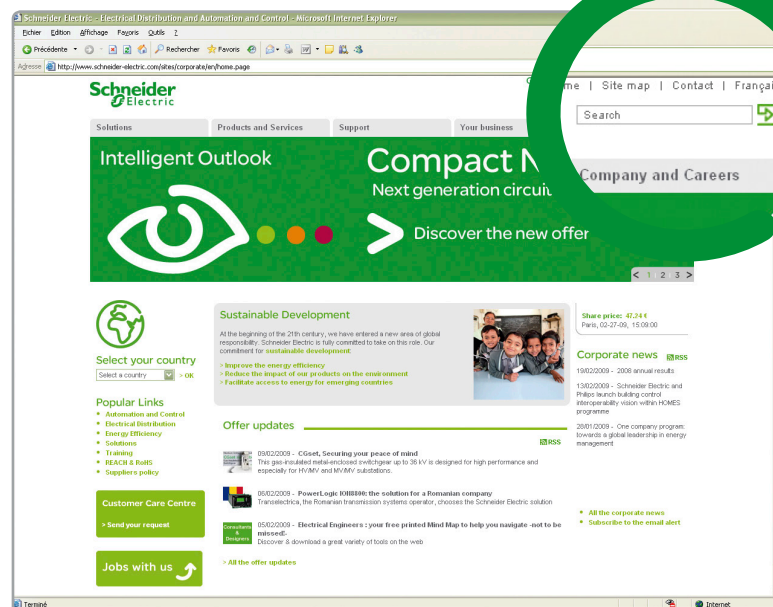 Schneider Electric - Electrical Distribution and Automation and Control - Microsoft Internet Explorer
Fichier Edition Affichage Favoris Outils ?
Précédente Rechercher Favoris
Adresse http://www.schneider-electric.com/sites/corporate/en/home.page
Schneider
Electric
me | Site map | Contact | Françai
Search
Solutions Products and Services Support Your business Company and Careers
Intelligent Outlook
Compact N
Next generation circui
Discover the new offer
< 1 2 3 >
Select your country
Select a country > OK
Popular Links
Automation and Control
Electrical Distribution
Energy Efficiency
Solutions
Training
REACH & RoHS
Suppliers policy
Customer Care Centre
> Send your request
Jobs with us
Sustainable Development
At the beginning of the 21th century, we have entered a new area of global
responsibility. Schneider Electric is fully committed to take on this role. Our
commitment for sustainable development:
> Improve the energy efficiency
> Reduce the impact of our products on the environment
> Facilitate access to energy for emerging countries
Offer updates
RSS
09/02/2009 - CGset, Securing your peace of mind
This gas-insulated metal-enclosed switchgear up to 36 kV is designed for high performance and
especially for HV/MV and MV/MV substations.
06/02/2009 - PowerLogic ION8800: the solution for a Romanian company
Transelectrica, the Romanian transmission systems operator, chooses the Schneider Electric solution
Consultants
&
Designers
05/02/2009 - Electrical Engineers : your free printed Mind Map to help you navigate -not to be
missed!-
Discover & download a great variety of tools on the web
> All the offer updates
Share price: 47.24 €
Paris, 02-27-09, 15:09:00
Corporate news RSS
19/02/2009 - 2008 annual results
13/02/2009 - Schneider Electric and
Philips launch building control
interoperability vision within HOMES
programme
28/01/2009 - One company program:
towards a global leadership in energy
management
All the corporate news
Subscribe to the email alert
Terminé
Internet